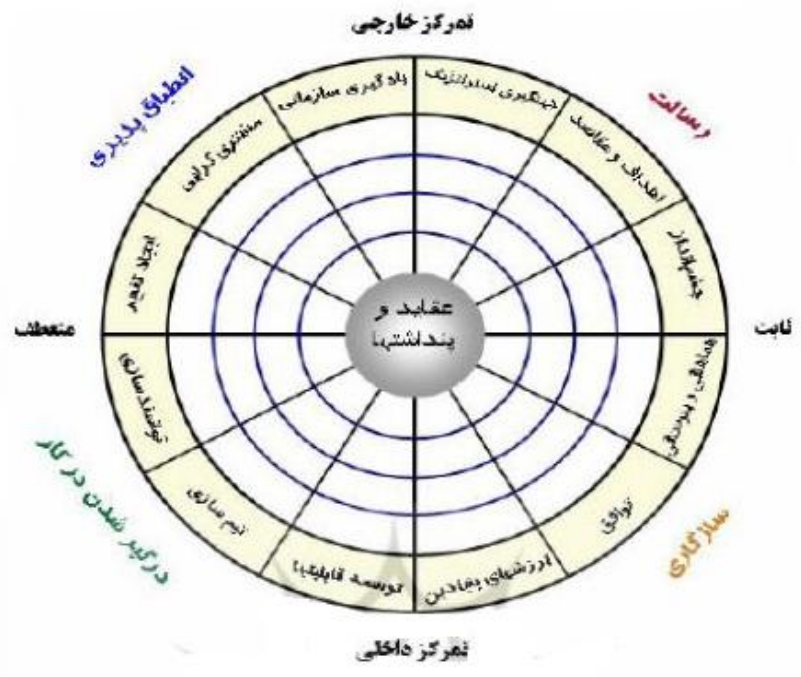 تمرکز خارجی
انطباق پذیری
رسالت
یادگیری سازمانی
جهتگیری استراتژیک
مشتری گرایی
اهداف و مقاصد
ایجاد تغییر
چشم‌انداز
عقاید و
پنداشتها
منعطف
ثابت
توانمندسازی
هماهنگی و پیوستگی
تیم سازی
توافق
توسعه قابلیتها
ارزشهای بنیادین
درگیر شدن در کار
سازگاری
تمرکز داخلی